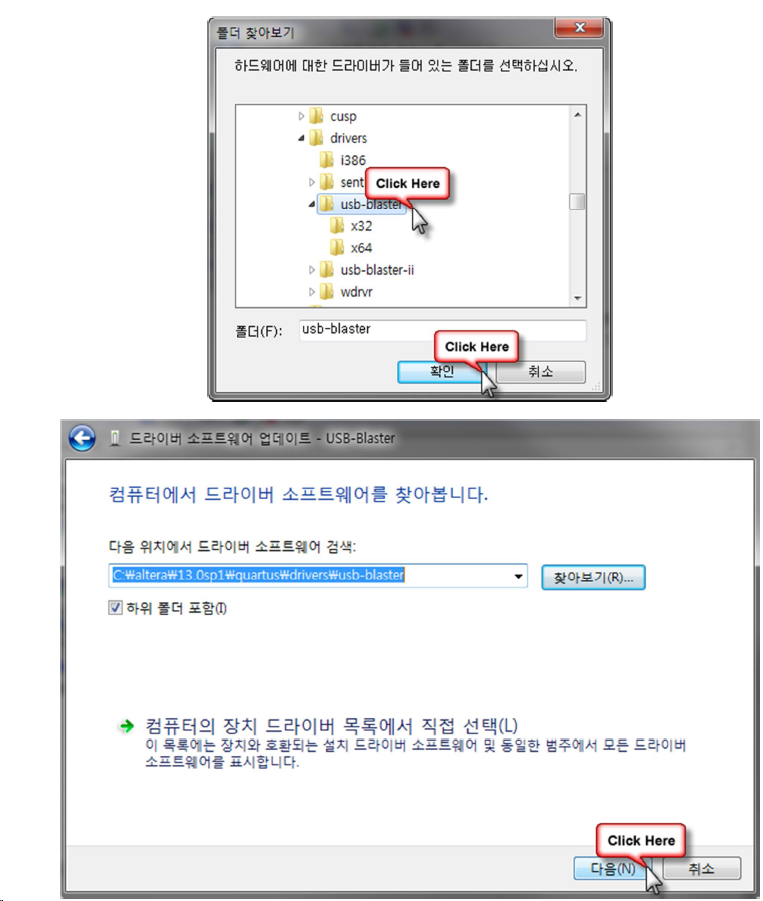 폴더 찾아보기
하드웨어에 대한 드라이버가 들어 있는 폴더를 선택하십시오.
cusp
drivers
i386
sent
Click Here
usb-blaster
x32
x64
usb-blaster-ii
wdrvr
폴더(F):
usb-blaster
Click Here
확인
취소
드라이버 소프트웨어 업데이트 - USB-Blaster
컴퓨터에서 드라이버 소프트웨어를 찾아봅니다.
다음 위치에서 드라이버 소프트웨어 검색:
C:₩altera₩13.0sp1₩quartus₩drivers₩usb-blaster
찾아보기(R)...
하위 폴더 포함(I)
컴퓨터의 장치 드라이버 목록에서 직접 선택(L)
이 목록에는 장치와 호환되는 설치 드라이버 소프트웨어 및 동일한 범주에서 모든 드라이버
소프트웨어를 표시합니다.
Click Here
다음(N)
취소